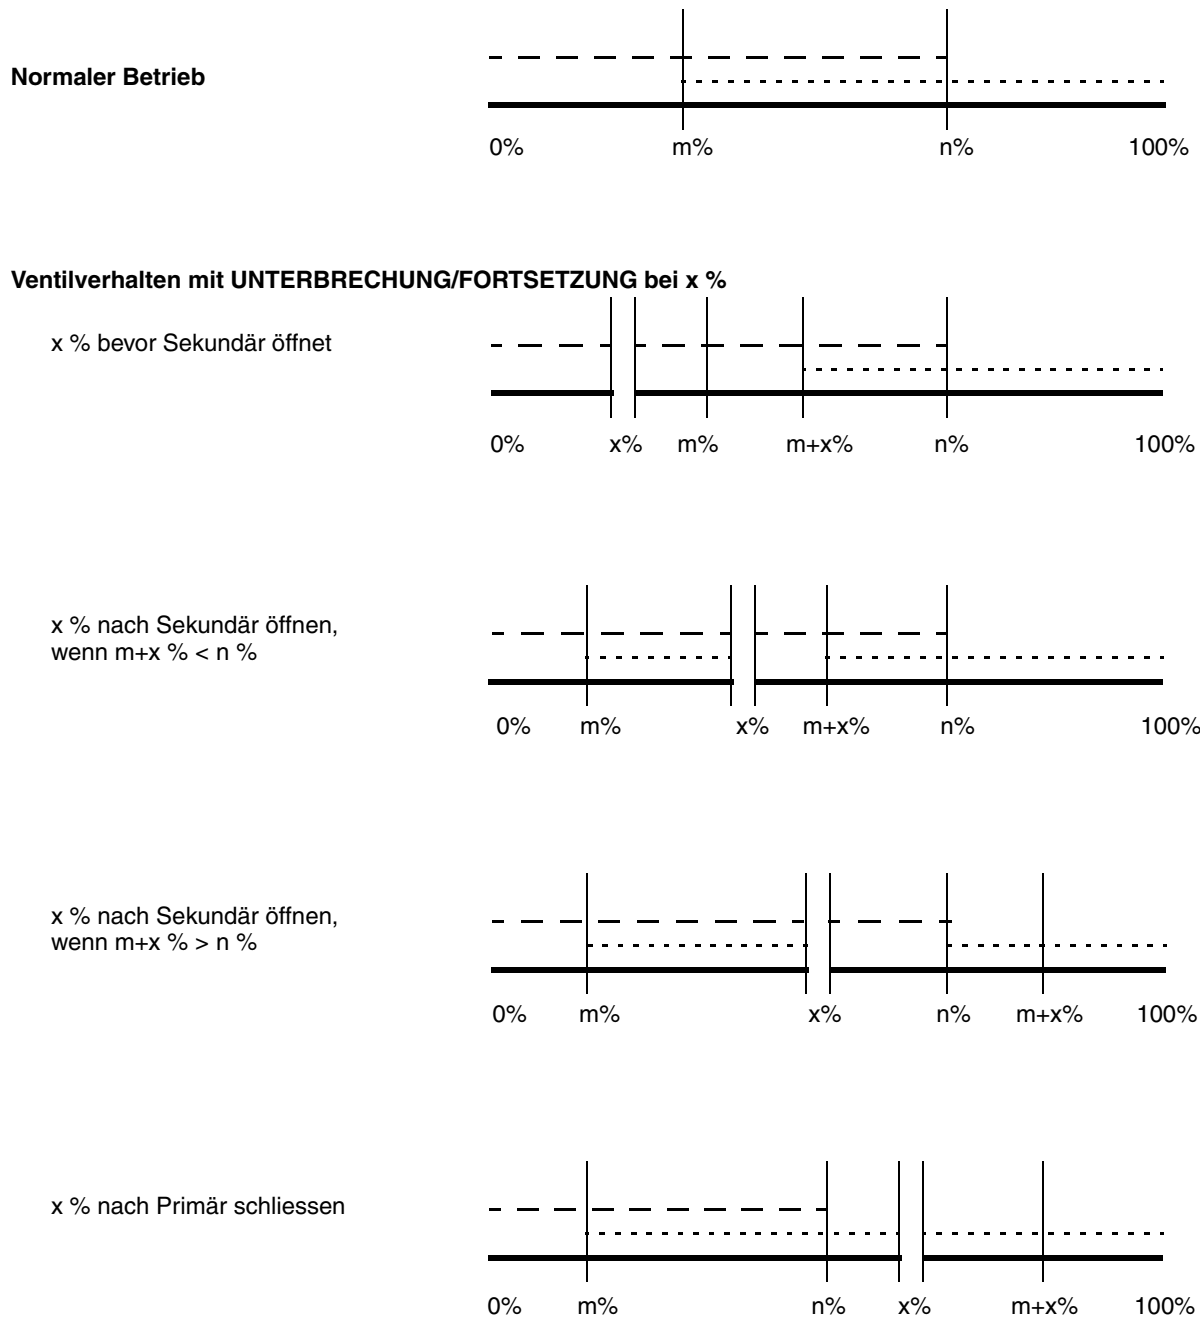 Normaler Betrieb
0% m% n% 100%
Ventilverhalten mit UNTERBRECHUNG/FORTSETZUNG bei x %
x % bevor Sekundär öffnet
0% x% m% m+x% n% 100%
x % nach Sekundär öffnen,
wenn m+x % < n %
0% m% x% m+x% n% 100%
x % nach Sekundär öffnen,
wenn m+x % > n %
0% m% x% n% m+x% 100%
x % nach Primär schliessen
0% m% n% x% m+x% 100%